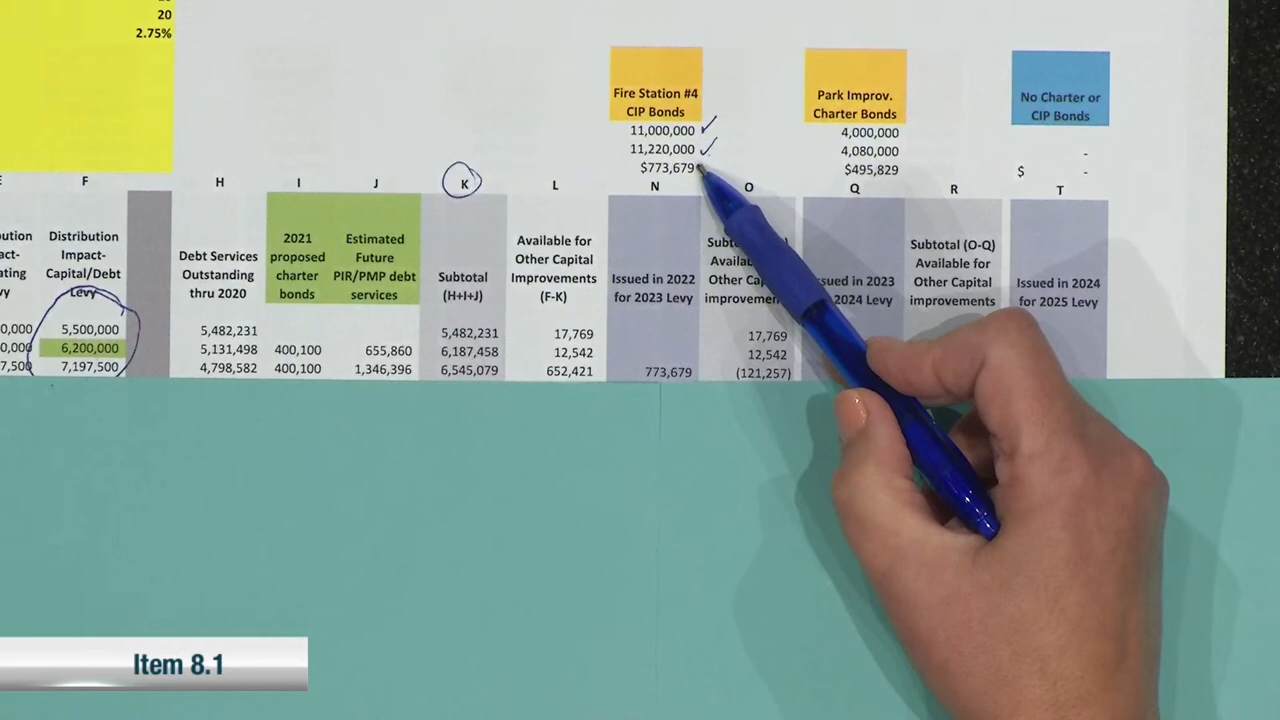 20
2.75%
Fire Station #4
CIP Bonds
11,000,000
11,220,000
$773,679
Park Improv.
Charter Bonds
4,000,000
4,080,000
$495,829
No Charter or
CIP Bonds
-
$ -
F H I J K L N O Q R T
Distribution
Impact-
Capital/Debt
Levy
Debt Services
Outstanding
thru 2020
2021
proposed
charter
bonds
Estimated
Future
PIR/PMP debt
services
Subtotal
(H+I+J)
Available for
Other Capital
Improvements
(F-K)
Issued in 2022
for 2023 Levy
Other
Issued in 2023
2024 Levy
Subtotal (O-Q)
Available for
Other Capital
improvements
Issued in 2024
for 2025 Levy
5,500,000 5,482,231 5,482,231 17,769 17,769
6,200,000 5,131,498 400,100 655,860 6,187,458 12,542 12,542
7,197,500 4,798,582 400,100 1,346,396 6,545,079 652,421 773,679 (121,257)
Item 8.1